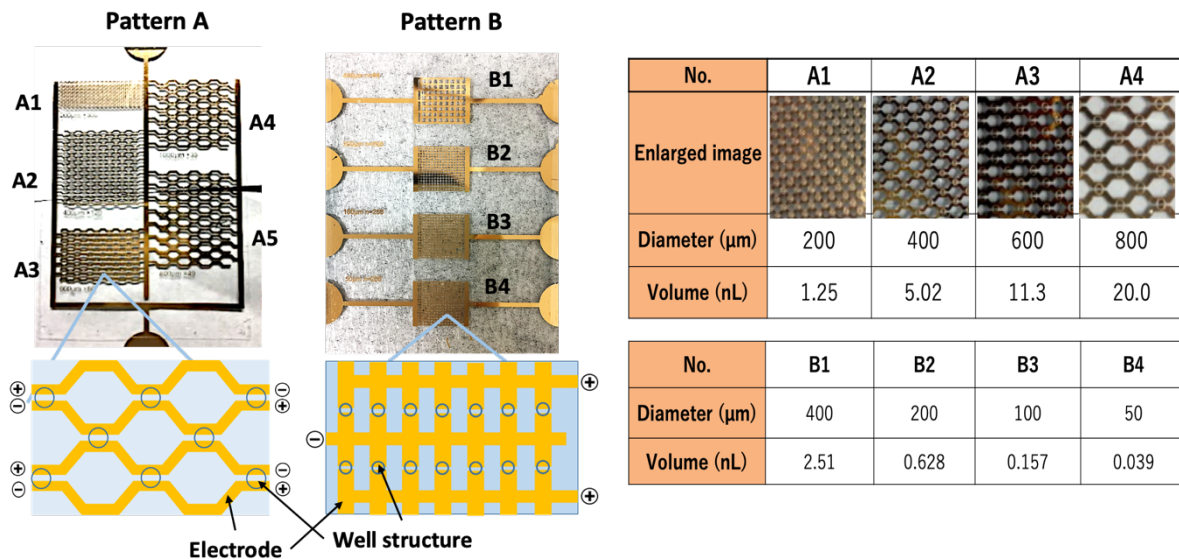 Pattern A
Pattern B
A1
A2
A3
A4
A5
B1
B2
B3
B4
⊕ ⊖
⊖ ⊕
⊕ ⊖
⊖ ⊕
⊕
⊖
⊕
Electrode
Well structure
No. A1 A2 A3 A4
Enlarged image
Diameter (μm) 200 400 600 800
Volume (nL) 1.25 5.02 11.3 20.0
No. B1 B2 B3 B4
Diameter (μm) 400 200 100 50
Volume (nL) 2.51 0.628 0.157 0.039